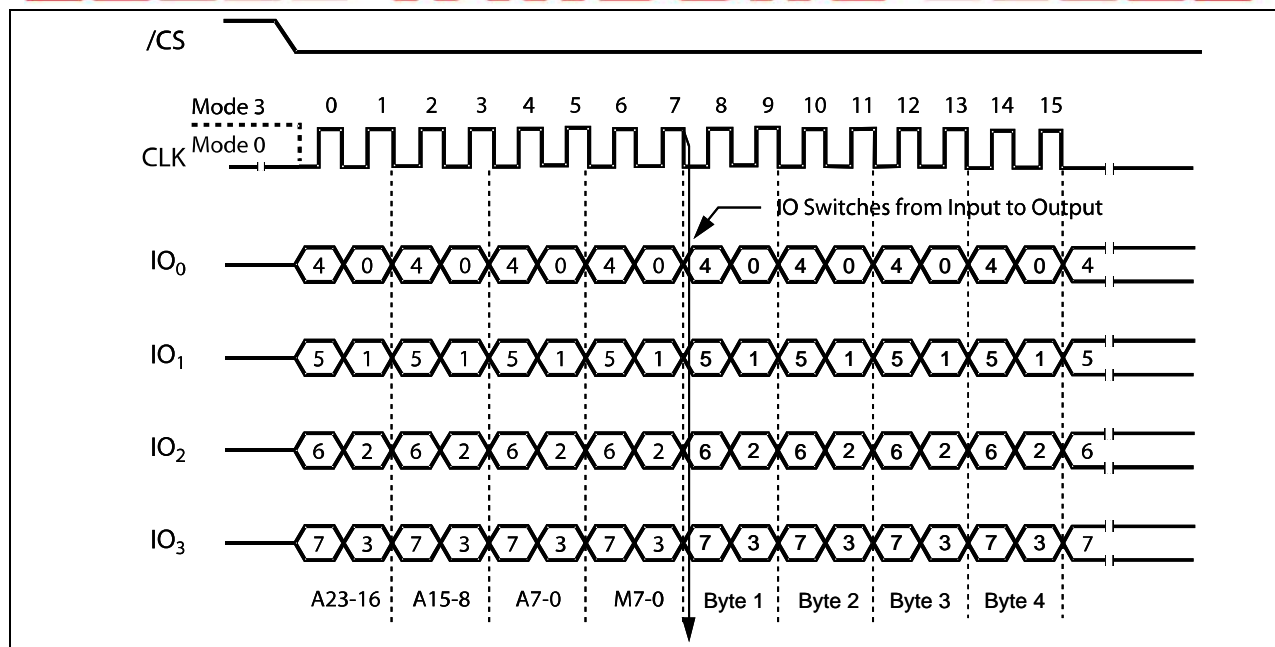 /CS
Mode 3 0 1 2 3 4 5 6 7 8 9 10 11 12 13 14 15
Mode 0
CLK
IO Switches from Input to Output
IO0 4 0 4 0 4 0 4 0 4 0 4 0 4 0 4 0 4
IO1 5 1 5 1 5 1 5 1 5 1 5 1 5 1 5 1 5
IO2 6 2 6 2 6 2 6 2 6 2 6 2 6 2 6 2 6
IO3 7 3 7 3 7 3 7 3 7 3 7 3 7 3 7 3 7
A23-16 A15-8 A7-0 M7-0 Byte 1 Byte 2 Byte 3 Byte 4